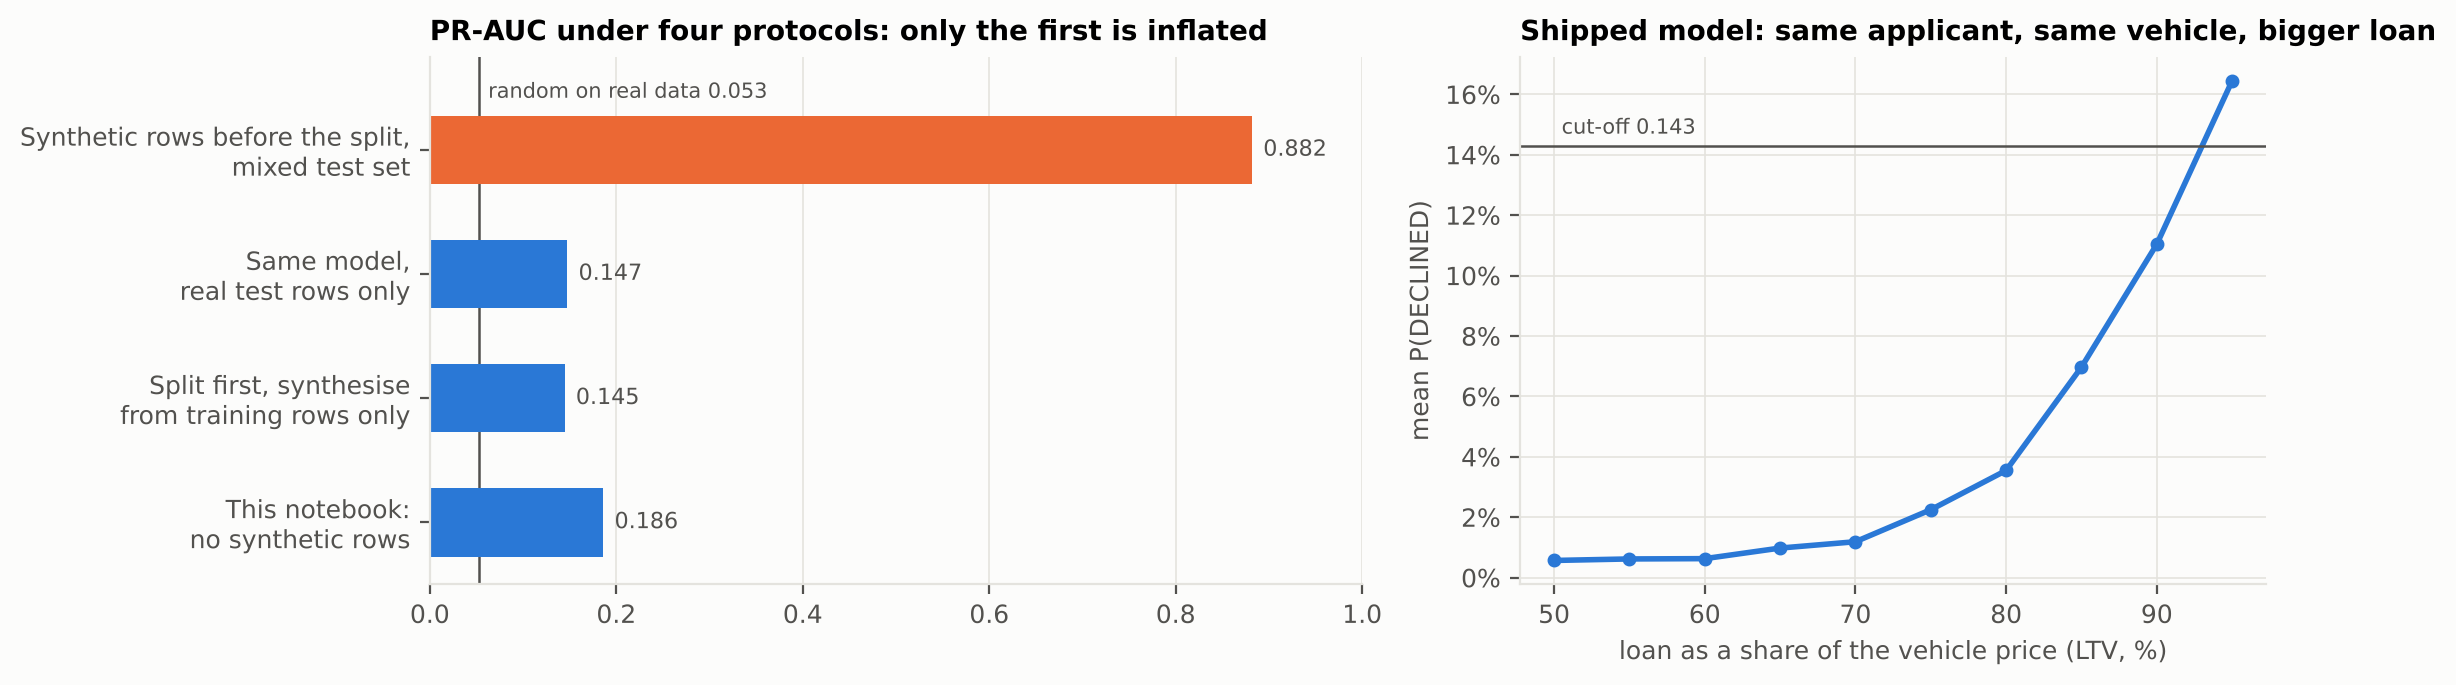 PR-AUC under four protocols: only the first is inflated
random on real data 0.053
Synthetic rows before the split,
mixed test set
0.882
Same model,
real test rows only
0.147
Split first, synthesise
from training rows only
0.145
This notebook:
no synthetic rows
0.186
0.0 0.2 0.4 0.6 0.8 1.0
Shipped model: same applicant, same vehicle, bigger loan
mean P(DECLINED)
16%
14%
12%
10%
8%
6%
4%
2%
0%
cut-off 0.143
50 60 70 80 90
loan as a share of the vehicle price (LTV, %)